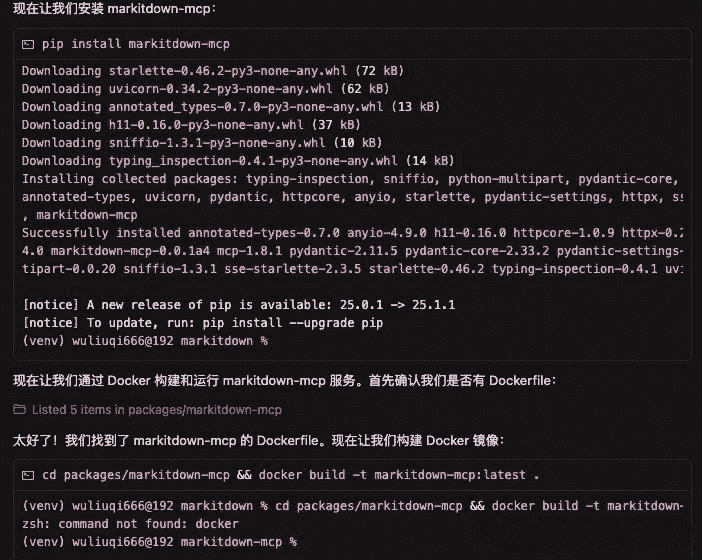 现在让我们安装 markitdown-mcp：
pip install markitdown-mcp
Downloading starlette-0.46.2-py3-none-any.whl (72 kB)
Downloading uvicorn-0.34.2-py3-none-any.whl (62 kB)
Downloading annotated_types-0.7.0-py3-none-any.whl (13 kB)
Downloading h11-0.16.0-py3-none-any.whl (37 kB)
Downloading sniffio-1.3.1-py3-none-any.whl (10 kB)
Downloading typing_inspection-0.4.1-py3-none-any.whl (14 kB)
Installing collected packages: typing-inspection, sniffio, python-multipart, pydantic-core,
annotated-types, uvicorn, pydantic, httpcore, anyio, starlette, pydantic-settings, httpx, ss
, markitdown-mcp
Successfully installed annotated-types-0.7.0 anyio-4.9.0 h11-0.16.0 httpcore-1.0.9 httpx-0.2
4.0 markitdown-mcp-0.0.1a4 mcp-1.8.1 pydantic-2.11.5 pydantic-core-2.33.2 pydantic-settings-
tipart-0.0.20 sniffio-1.3.1 sse-starlette-2.3.5 starlette-0.46.2 typing-inspection-0.4.1 uvi
[notice] A new release of pip is available: 25.0.1 -> 25.1.1
[notice] To update, run: pip install --upgrade pip
(venv) wuliuqi666@192 markitdown %
现在让我们通过 Docker 构建和运行 markitdown-mcp 服务。首先确认我们是否有 Dockerfile：
Listed 5 items in packages/markitdown-mcp
太好了！我们找到了 markitdown-mcp 的 Dockerfile。现在让我们构建 Docker 镜像：
cd packages/markitdown-mcp && docker build -t markitdown-mcp:latest .
(venv) wuliuqi666@192 markitdown % cd packages/markitdown-mcp && docker build -t markitdown-
zsh: command not found: docker
(venv) wuliuqi666@192 markitdown-mcp %